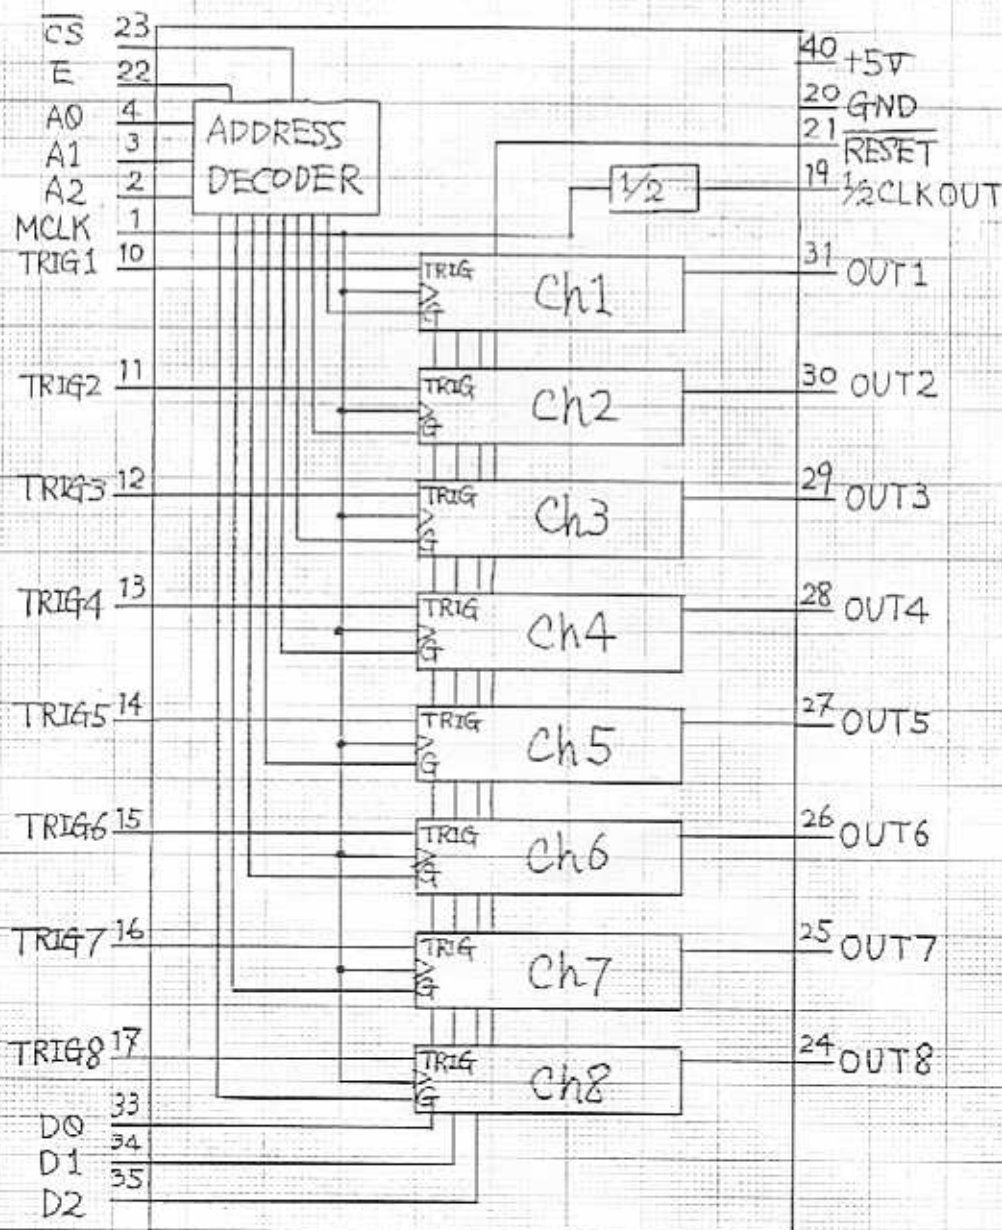 C̅S̅ 23
E 22
A0 4
A1 3
A2 2
MCLK 1
ADDRESS
DECODER
40 +5V
20 GND
21 R̅E̅S̅E̅T̅
1/2 19 1/2CLKOUT
TRIG1 10 TRIG Ch1 31 OUT1
G
TRIG2 11 TRIG Ch2 30 OUT2
G
TRIG3 12 TRIG Ch3 29 OUT3
G
TRIG4 13 TRIG Ch4 28 OUT4
G
TRIG5 14 TRIG Ch5 27 OUT5
G
TRIG6 15 TRIG Ch6 26 OUT6
G
TRIG7 16 TRIG Ch7 25 OUT7
G
TRIG8 17 TRIG Ch8 24 OUT8
G
D0 33
D1 34
D2 35